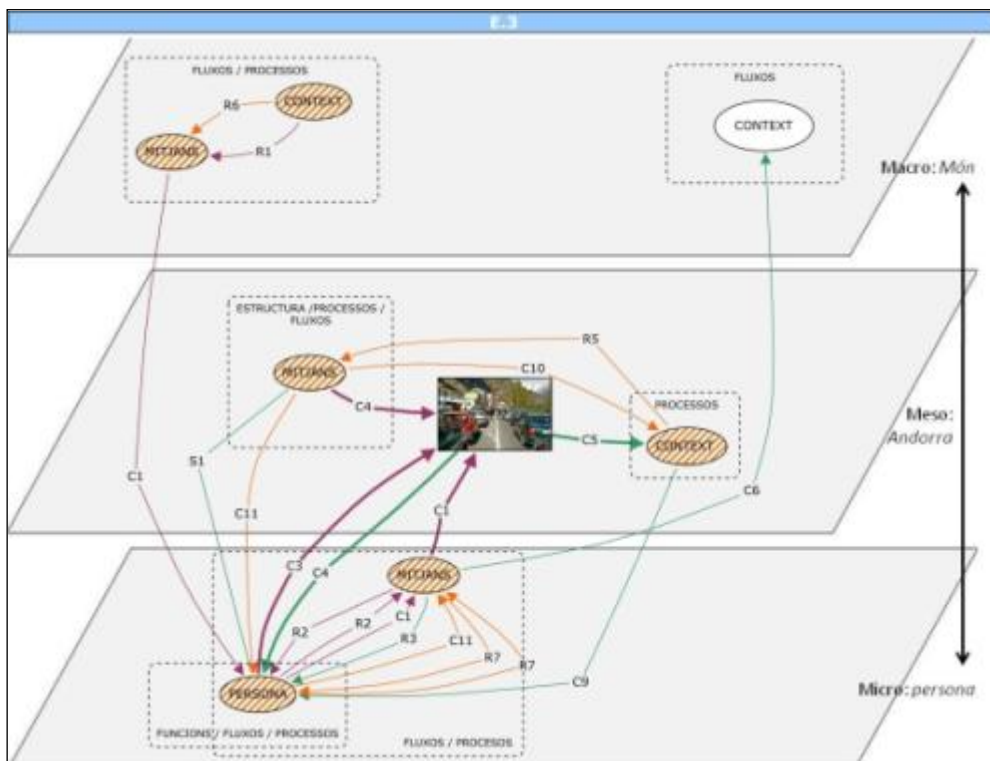 E.3
FLUXOS / PROCESSOS
CONTEXT
R6
MITJANS
R1
FLUXOS
CONTEXT
Macro: Món
C1
ESTRUCTURA /PROCESSOS /
FLUXOS
MITJANS
R5
C10
C4
PROCESSOS
C5
CONTEXT
Meso:
Andorra
S1
C11
C6
C1
C3
C4
MITJANS
R2
R2
C1
R3
C11
R7
R7
C9
PERSONA
Micro: persona
FUNCIONS / FLUXOS / PROCESSOS
FLUXOS / PROCESOS